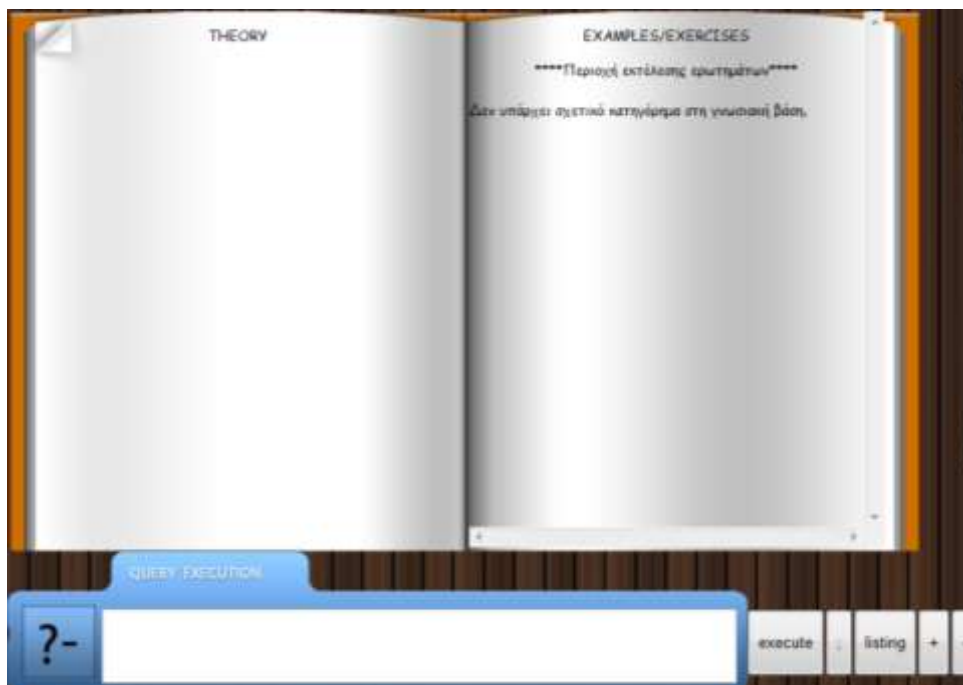 THEORY
EXAMPLES/EXERCISES
****Περιοχή εκτέλεσης ερωτημάτων****
Δεν υπάρχει σχετικό κατηγόρημα στη γνωσιακή βάση.
QUERY EXECUTION
?-
execute
;
listing
+